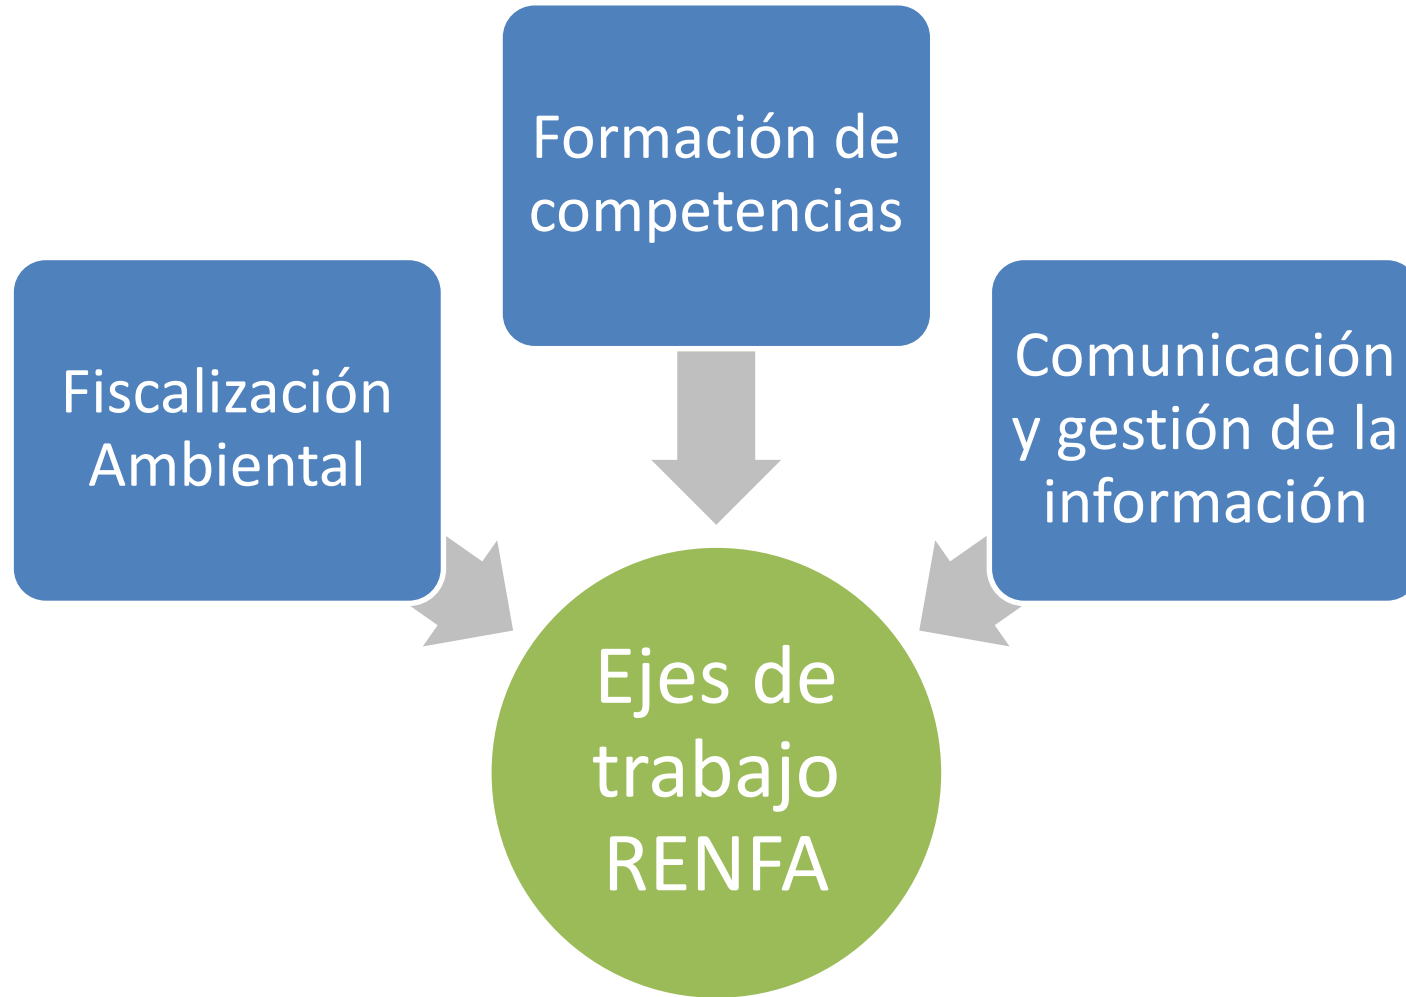 Formación de
competencias
Fiscalización
Ambiental
Comunicación
y gestión de la
información
Ejes de
trabajo
RENFA